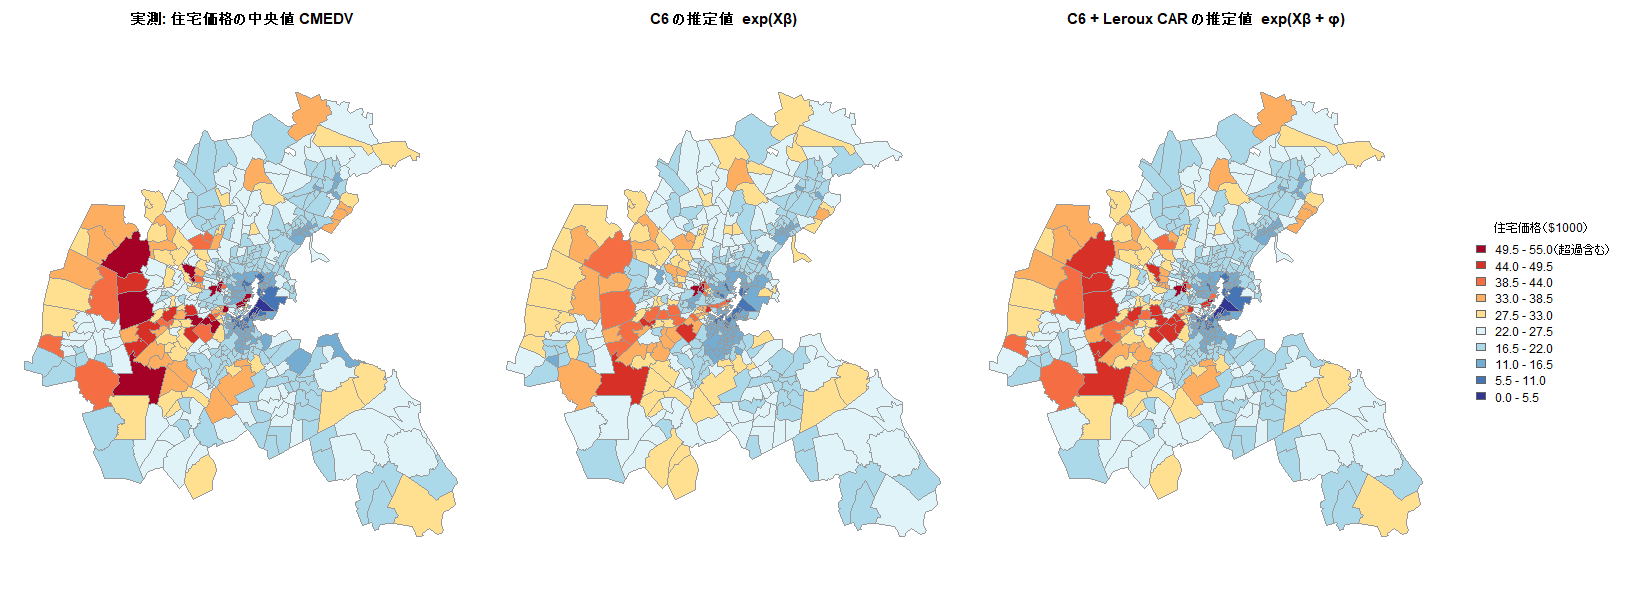 実測: 住宅価格の中央値 CMEDV
C6 の推定値 exp(Xβ)
C6 + Leroux CAR の推定値 exp(Xβ + φ)
住宅価格($1000)
49.5 - 55.0(超過含む)
44.0 - 49.5
38.5 - 44.0
33.0 - 38.5
27.5 - 33.0
22.0 - 27.5
16.5 - 22.0
11.0 - 16.5
5.5 - 11.0
0.0 - 5.5